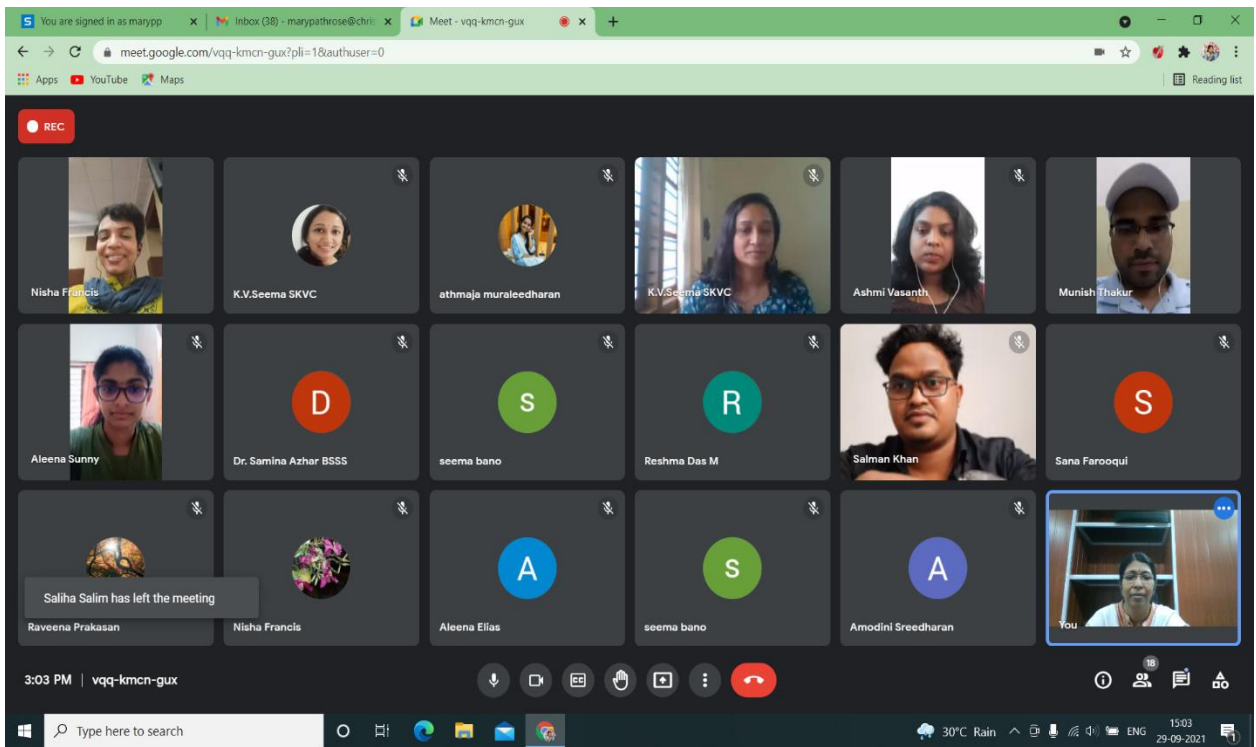 You are signed in as marypp
Inbox (38) - marypathrose@chris
Meet - vqq-kmcn-gux
meet.google.com/vqq-kmcn-gux?pli=1&authuser=0
Apps YouTube Maps Reading list
REC
Nisha Francis
K.V.Seema SKVC
athmaja muraleedharan
K.V.Seema SKVC
Ashmi Vasanth
Munish Thakur
D
s
R
S
Aleena Sunny
Dr. Samina Azhar BSSS
seema bano
Reshma Das M
Salman Khan
Sana Farooqui
A
s
A
Saliha Salim has left the meeting
Raveena Prakasan
Nisha Francis
Aleena Elias
seema bano
Amodini Sreedharan
You
3:03 PM | vqq-kmcn-gux
18
Type here to search
30°C Rain
ENG
15:03
29-09-2021